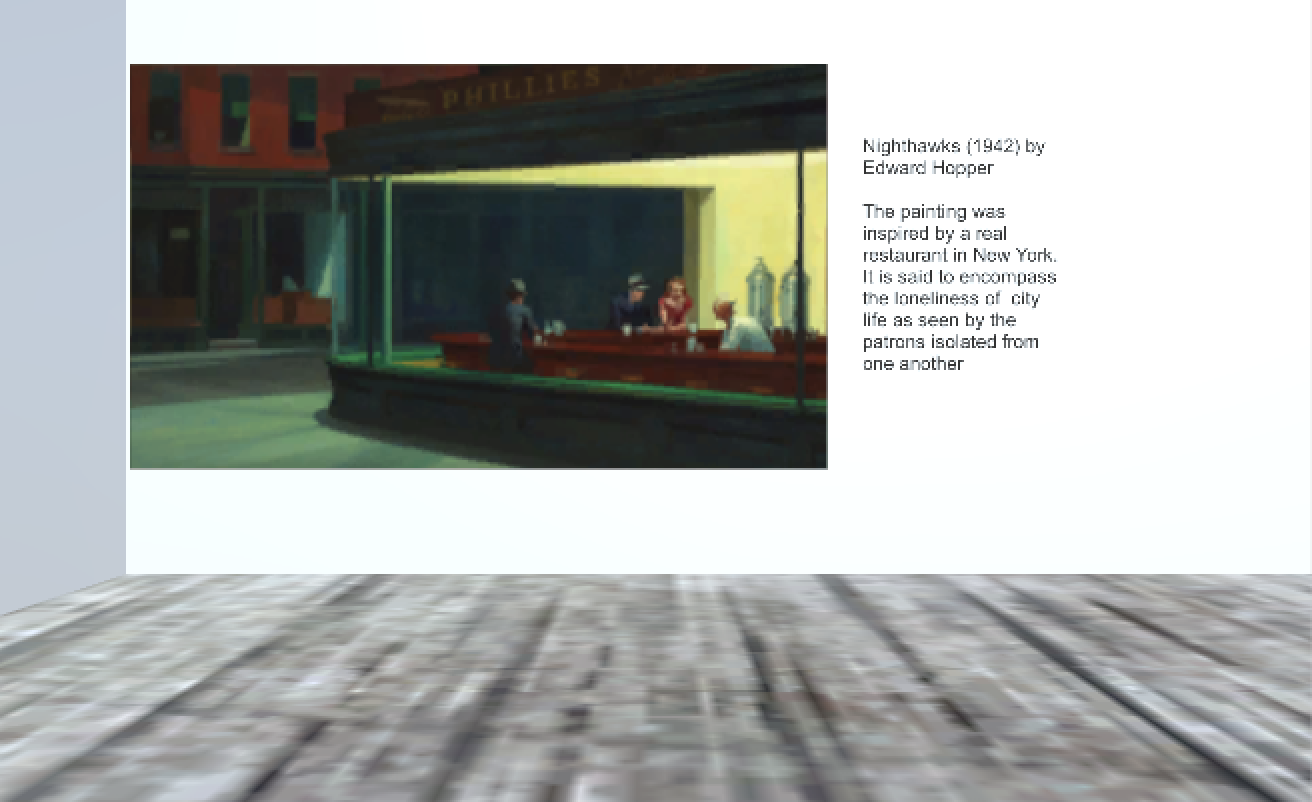 PHILLIES
Nighthawks (1942) by
Edward Hopper
The painting was
inspired by a real
restaurant in New York.
It is said to encompass
the loneliness of  city
life as seen by the
patrons isolated from
one another